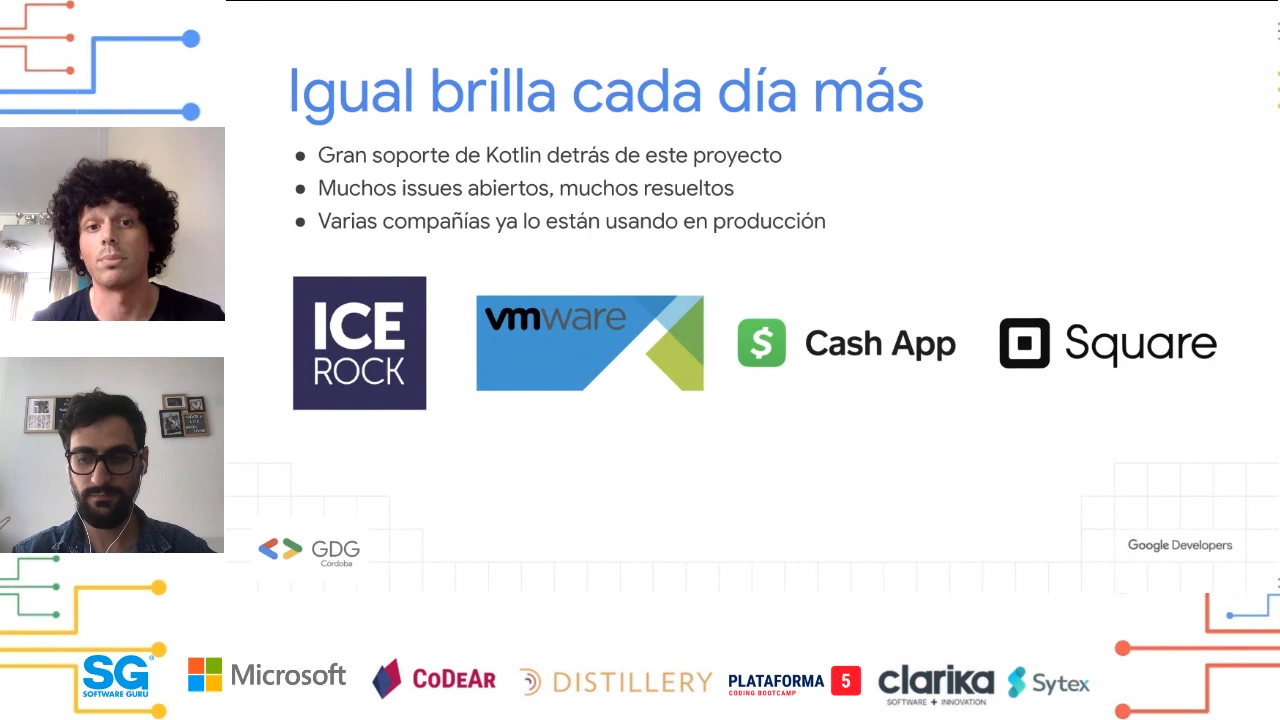 Igual brilla cada día más
● Gran soporte de Kotlin detrás de este proyecto
● Muchos issues abiertos, muchos resueltos
● Varias compañías ya lo están usando en producción
ICE
ROCK
vmware
$ Cash App
Square
GDG
Córdoba
Google Developers
SG®
SOFTWARE GURU
Microsoft
CoDeAr
DISTILLERY
PLATAFORMA 5
CODING BOOTCAMP
clarika
SOFTWARE + INNOVATION
Sytex